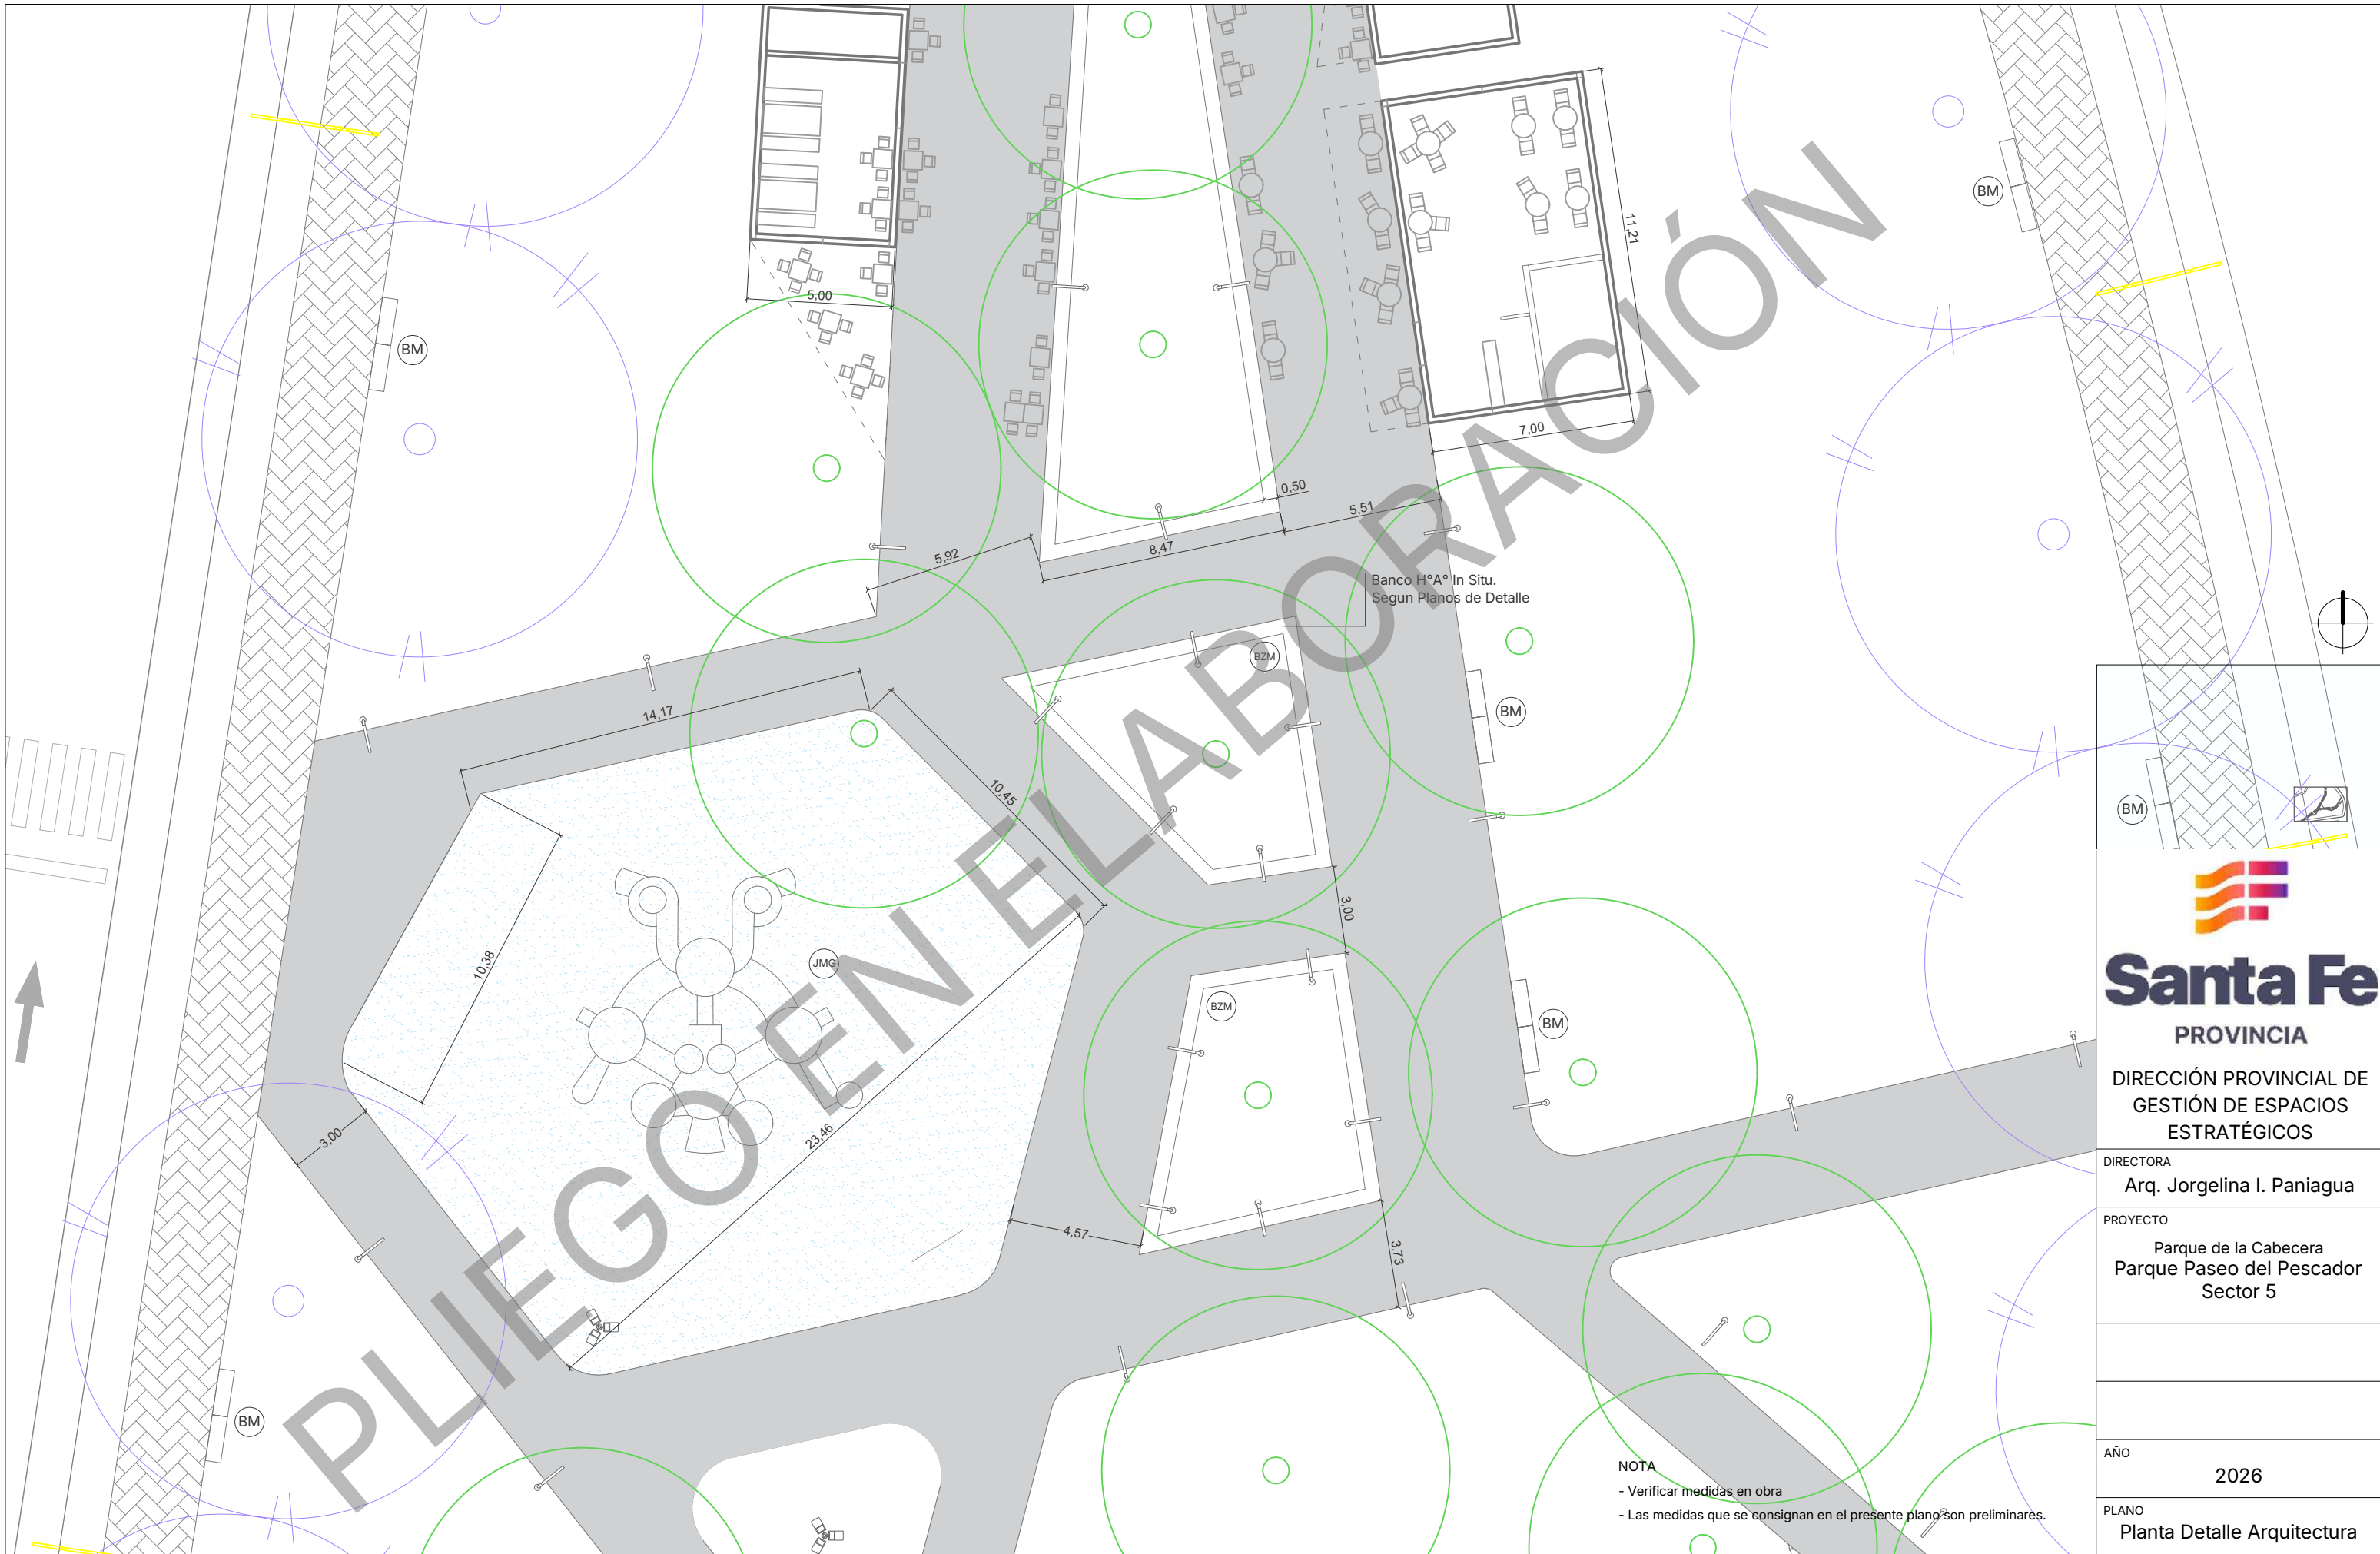 BM
11,21
5,00
BM
7,00
0,50
5,51
5,92
8,47
Banco H°A° In Situ.
Segun Planos de Detalle
BZM
14,17
BM
10,45
BM
3,00
10,38
JMG
BZM
BM
3,00
23,46
4,57
3,73
BM
PLIEGO EN ELABORACIÓN
NOTA
- Verificar medidas en obra
- Las medidas que se consignan en el presente plano son preliminares.
Santa Fe
PROVINCIA
DIRECCIÓN PROVINCIAL DE
GESTIÓN DE ESPACIOS
ESTRATÉGICOS
DIRECTORA
Arq. Jorgelina I. Paniagua
PROYECTO
Parque de la Cabecera
Parque Paseo del Pescador
Sector 5
AÑO
2026
PLANO
Planta Detalle Arquitectura